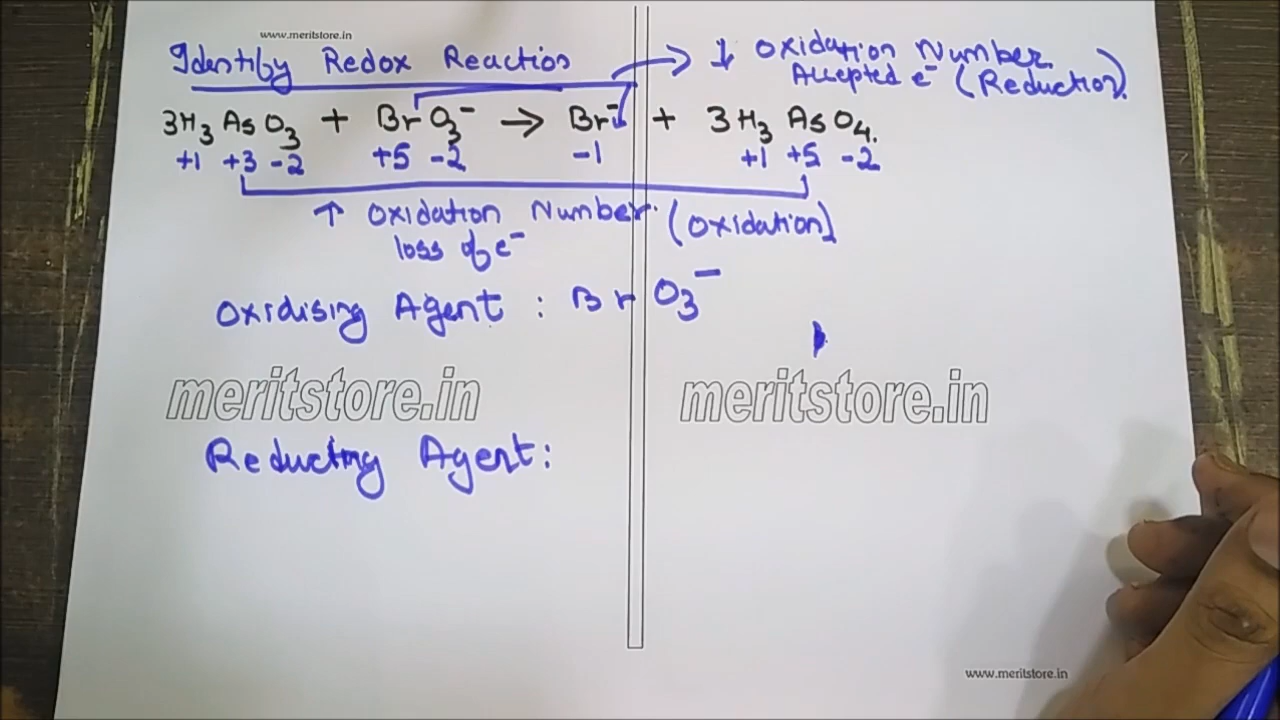 www.meritstore.in
Identify Redox Reaction
↓ Oxidation Number
Accepted e⁻ (Reduction).
3H₃AsO₃ + BrO₃⁻ → Br⁻ + 3H₃AsO₄.
+1 +3 -2 +5 -2 -1 +1 +5 -2
↑ Oxidation Number. (Oxidation)
loss of e⁻
Oxidising Agent : BrO₃⁻
meritstore.in meritstore.in
Reducting Agent:
www.meritstore.in